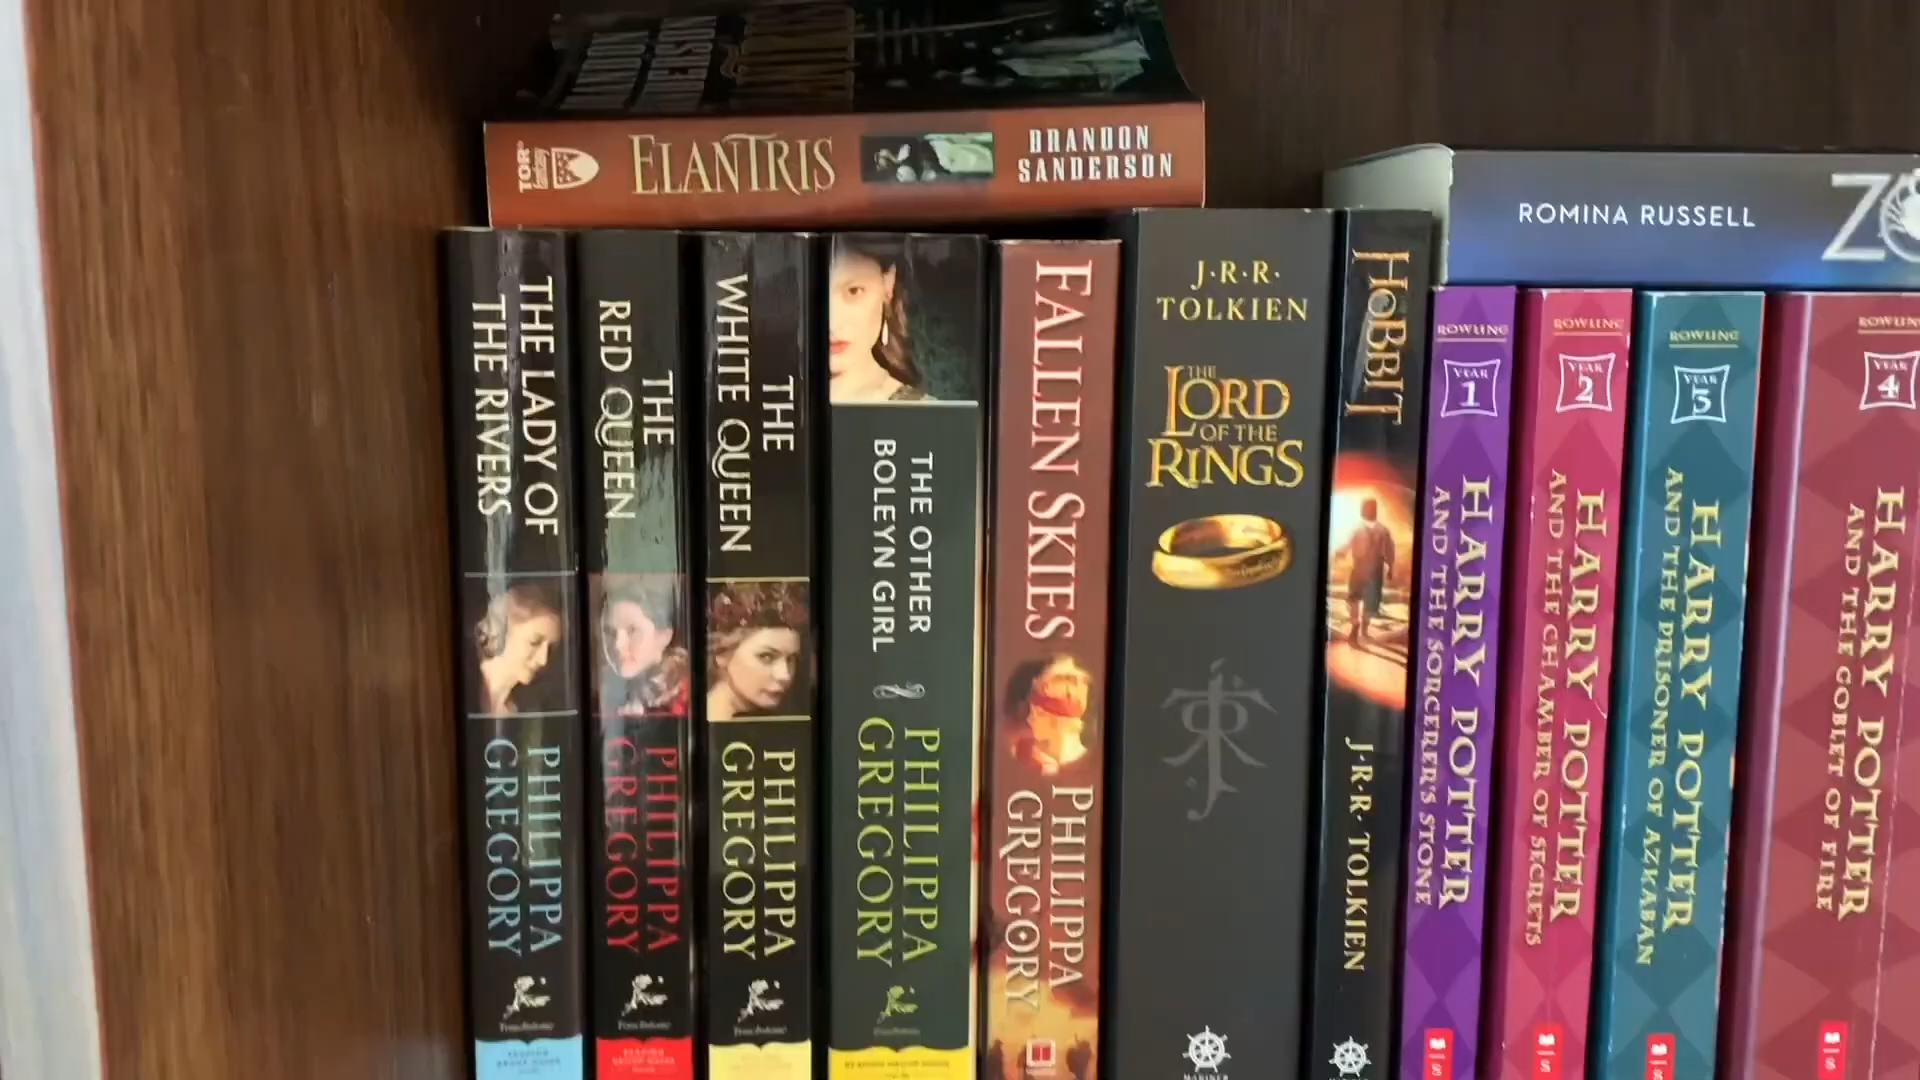 TOR
Fantasy
ELANTRIS
BRANDON
SANDERSON
ROMINA RUSSELL
THE LADY OF
THE RIVERS
PHILIPPA
GREGORY
THE
RED QUEEN
PHILIPPA
GREGORY
THE
WHITE QUEEN
PHILIPPA
GREGORY
THE OTHER
BOLEYN GIRL
PHILIPPA
GREGORY
FALLEN SKIES
PHILIPPA
GREGORY
J·R·R·
TOLKIEN
THE
LORD
OF THE
RINGS
MARINER
HOBBIT
J·R·R· TOLKIEN
ROWLING
YEAR
1
HARRY POTTER
AND THE SORCERER'S STONE
S
ROWLING
YEAR
2
HARRY POTTER
AND THE CHAMBER OF SECRETS
S
ROWLING
YEAR
3
HARRY POTTER
AND THE PRISONER OF AZKABAN
S
ROWLING
YEAR
4
HARRY POTTER
AND THE GOBLET OF FIRE
S